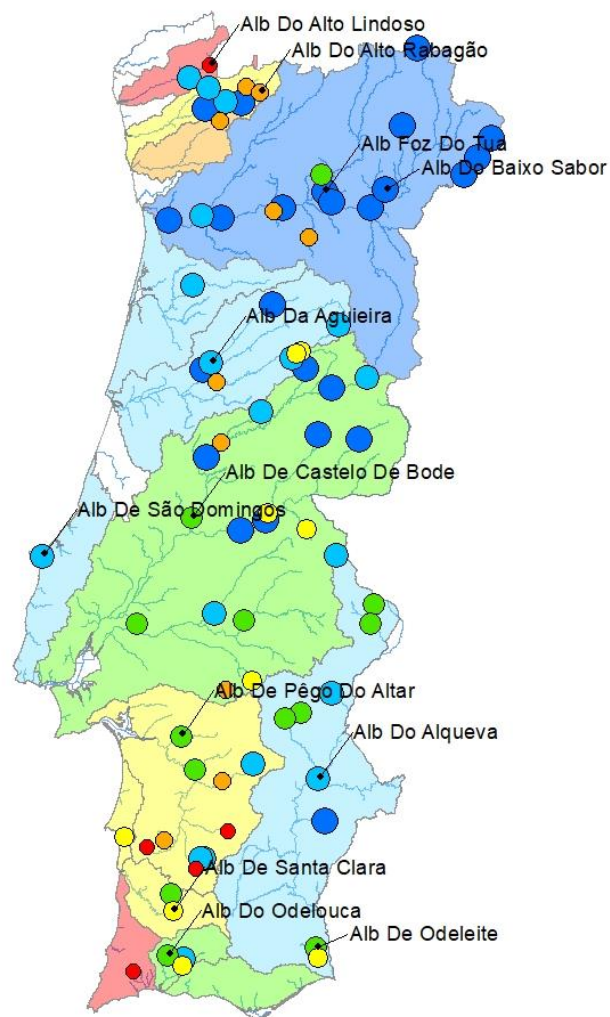 Alb Do Alto Lindoso
Alb Do Alto Rabagão
Alb Foz Do Tua
Alb Do Baixo Sabor
Alb Da Aguieira
Alb De Castelo De Bode
Alb De São Domingos
Alb De Pêgo Do Altar
Alb Do Alqueva
Alb De Santa Clara
Alb Do Odelouca
Alb De Odeleite